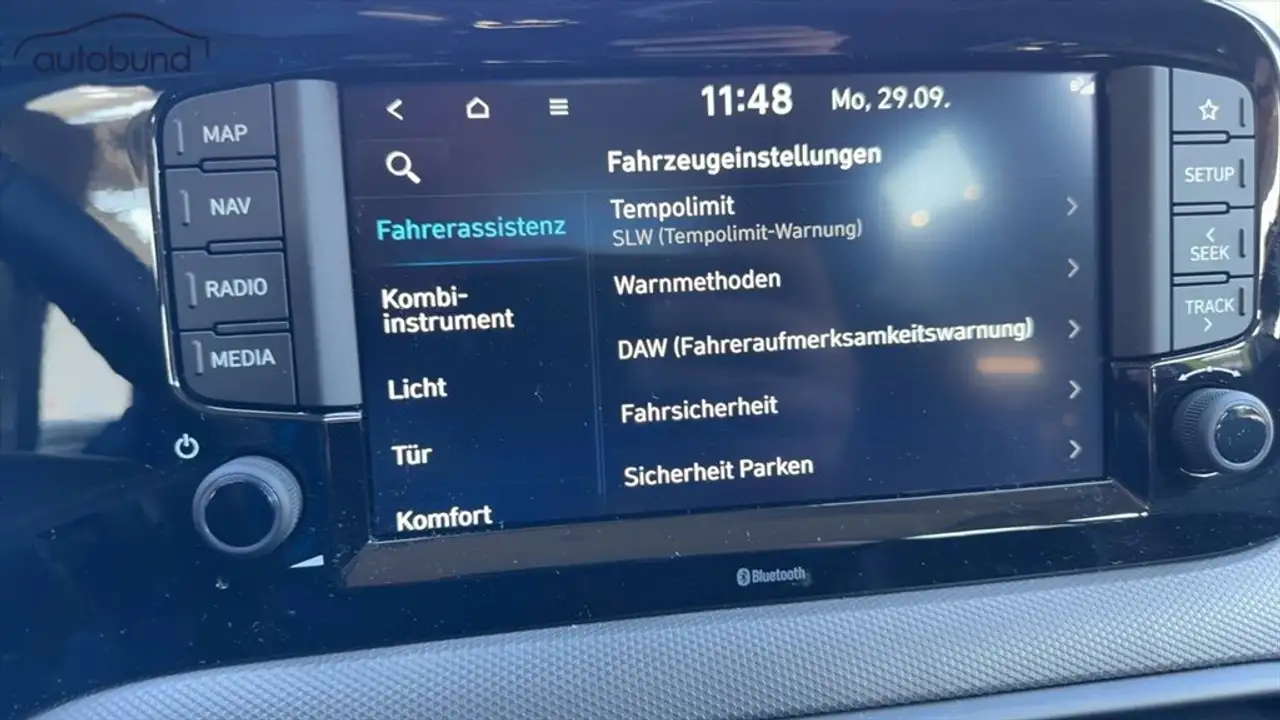 autobund
MAP
NAV
RADIO
MEDIA
11:48 Mo, 29.09.
Fahrzeugeinstellungen
Fahrerassistenz
Kombi-
instrument
Licht
Tür
Komfort
Tempolimit
SLW (Tempolimit-Warnung)
Warnmethoden
DAW (Fahreraufmerksamkeitswarnung)
Fahrsicherheit
Sicherheit Parken
SETUP
SEEK
TRACK
Bluetooth